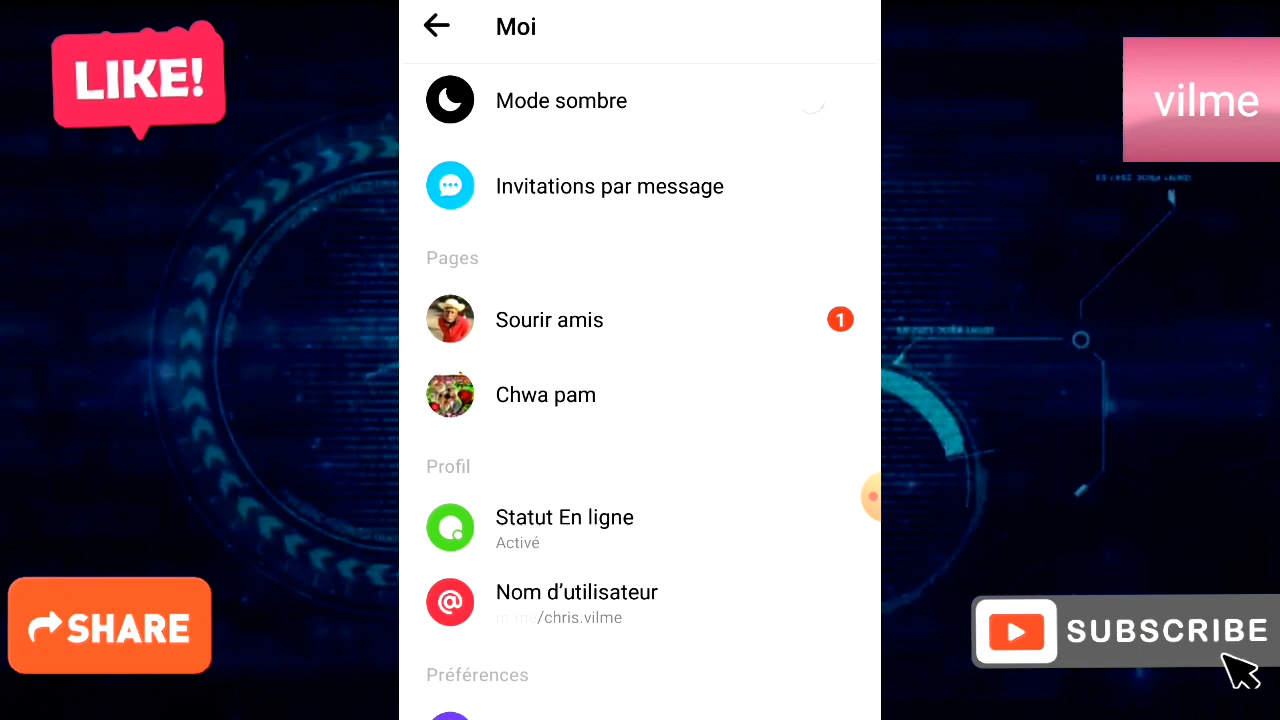 LIKE!
Moi
Mode sombre
vilme
Invitations par message
Pages
Sourir amis
1
Chwa pam
Profil
Statut En ligne
Activé
Nom d’utilisateur
m.me/chris.vilme
SHARE
SUBSCRIBE
Préférences